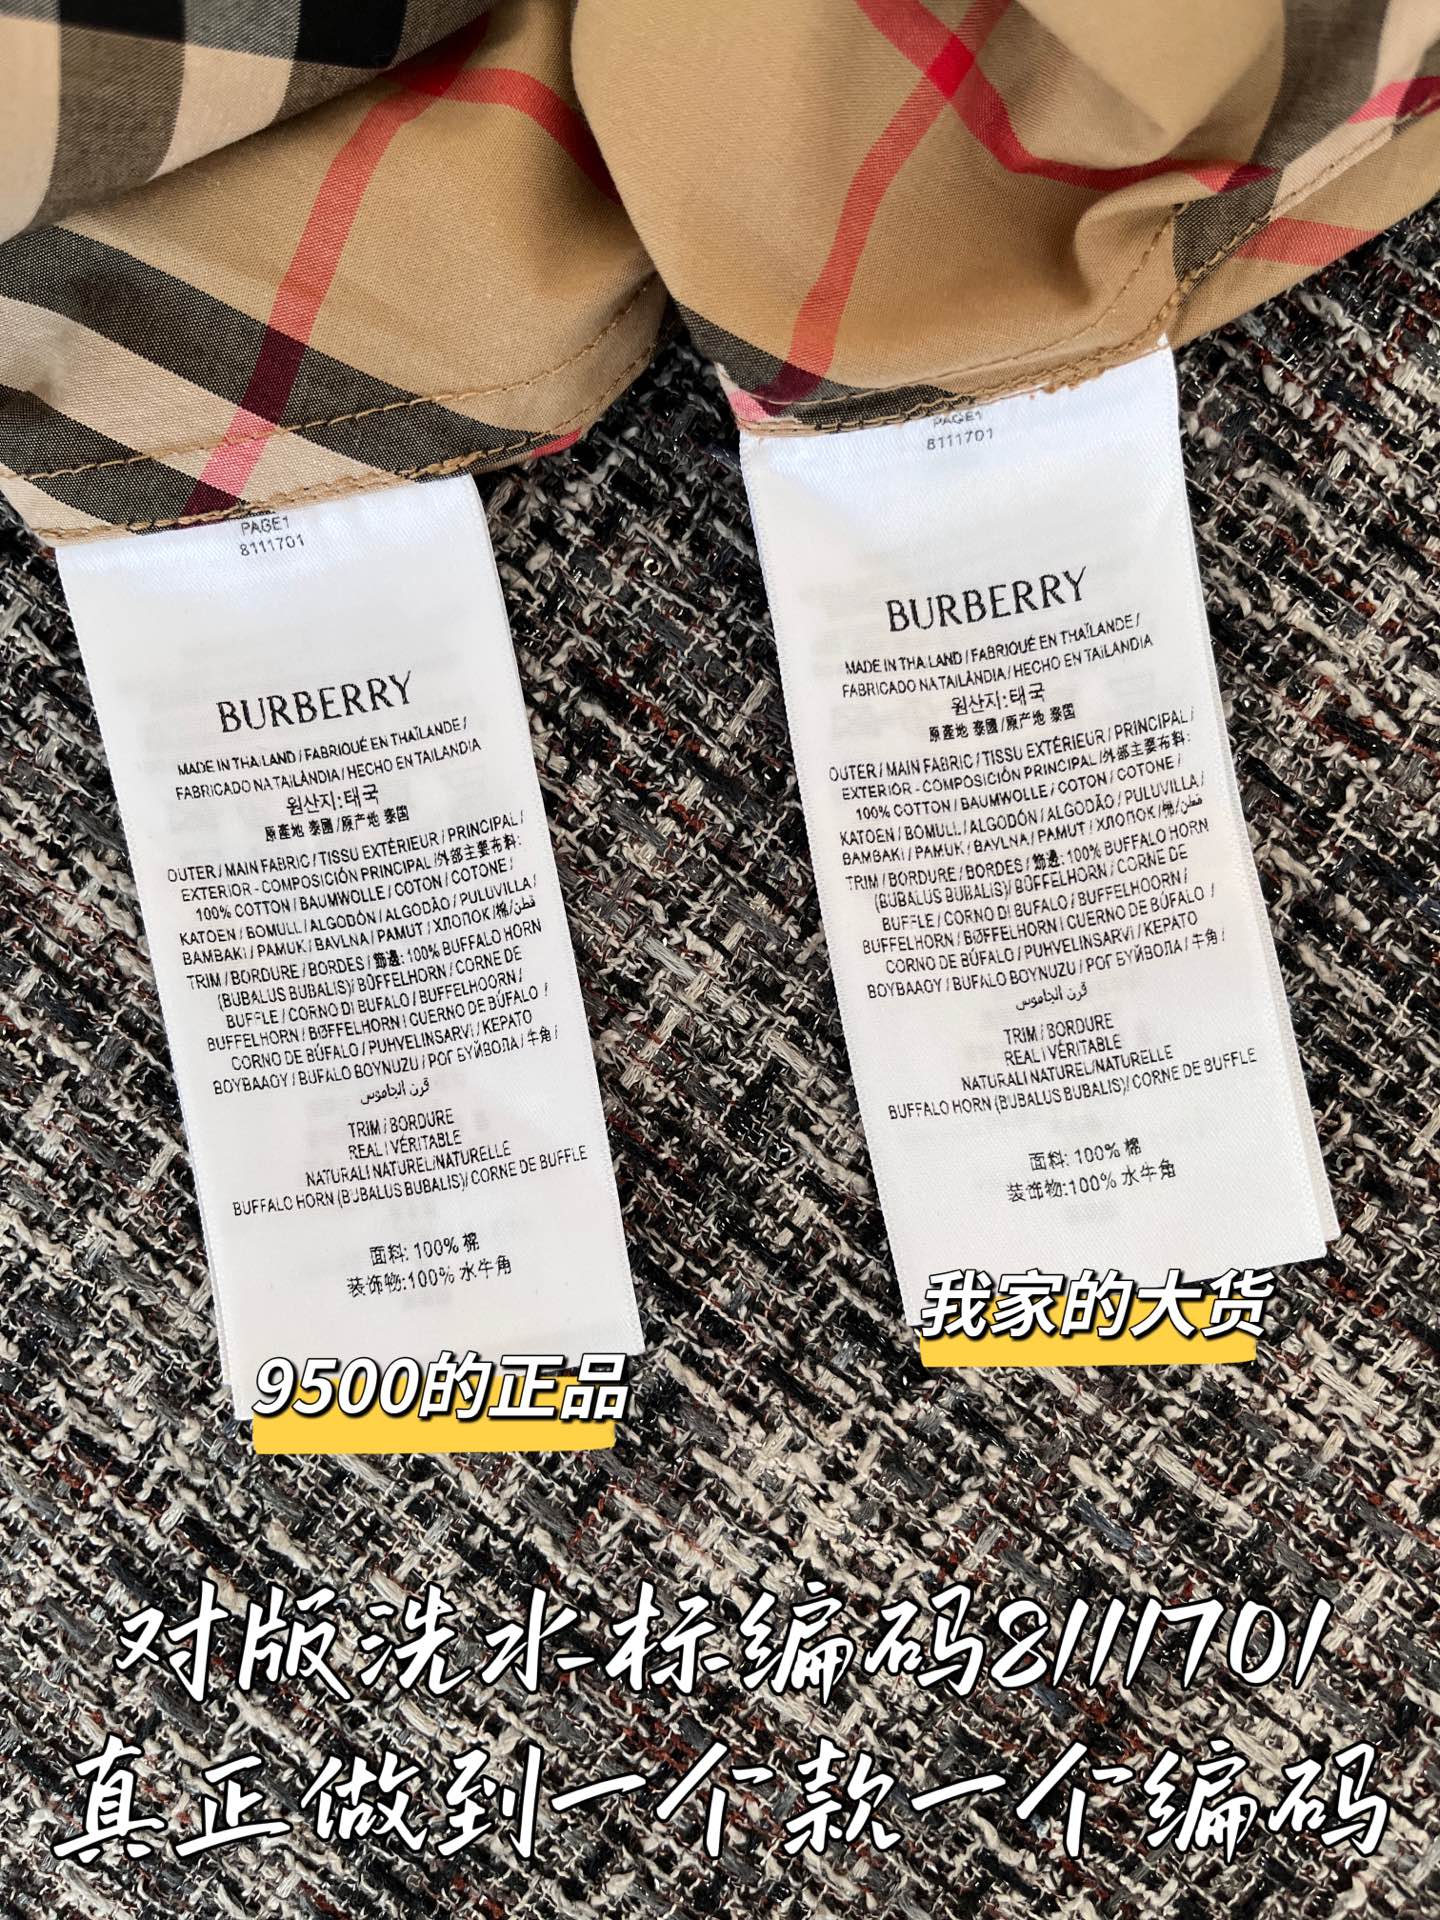 PAGE1
8111701
BURBERRY
MADE IN THAILAND / FABRIQUÉ EN THAÏLANDE /
FABRICADO NA TAILÂNDIA / HECHO EN TAILANDIA
원산지:태국
原產地 泰國/原产地 泰国
OUTER / MAIN FABRIC / TISSU EXTÉRIEUR / PRINCIPAL /
EXTERIOR - COMPOSICIÓN PRINCIPAL /外部主要布料:
100% COTTON / BAUMWOLLE / COTON / COTONE /
KATOEN / BOMULL / ALGODÓN / ALGODÃO / PULUVILLA /
BAMBAKI / PAMUK / BAVLNA / PAMUT / ХЛОПОК /棉/قطن
TRIM / BORDURE / BORDES / 飾邊: 100% BUFFALO HORN
(BUBALUS BUBALIS)/ BÜFFELHORN / CORNE DE
BUFFLE / CORNO DI BUFALO / BUFFELHOORN /
BUFFELHORN / BØFFELHORN / CUERNO DE BÚFALO /
CORNO DE BÚFALO / PUHVELINSARVI / ΚΕΡΑΤΟ
ΒΟΥΒΑΛΟΥ / BUFALO BOYNUZU / РОГ БУЙВОЛА / 牛角 /
قرن الجاموس
TRIM / BORDURE
REAL / VÉRITABLE
NATURAL / NATUREL/NATURELLE
BUFFALO HORN (BUBALUS BUBALIS)/ CORNE DE BUFFLE
面料: 100% 棉
装饰物:100% 水牛角
9500的正品
PAGE1
8111701
BURBERRY
MADE IN THAILAND / FABRIQUÉ EN THAÏLANDE /
FABRICADO NA TAILÂNDIA / HECHO EN TAILANDIA
원산지:태국
原產地 泰國/原产地 泰国
OUTER / MAIN FABRIC / TISSU EXTÉRIEUR / PRINCIPAL /
EXTERIOR - COMPOSICIÓN PRINCIPAL /外部主要布料:
100% COTTON / BAUMWOLLE / COTON / COTONE /
KATOEN / BOMULL / ALGODÓN / ALGODÃO / PULUVILLA /
BAMBAKI / PAMUK / BAVLNA / PAMUT / ХЛОПОК /棉/قطن
TRIM / BORDURE / BORDES / 飾邊: 100% BUFFALO HORN
(BUBALUS BUBALIS)/ BÜFFELHORN / CORNE DE
BUFFLE / CORNO DI BUFALO / BUFFELHOORN /
BUFFELHORN / BØFFELHORN / CUERNO DE BÚFALO /
CORNO DE BÚFALO / PUHVELINSARVI / ΚΕΡΑΤΟ
ΒΟΥΒΑΛΟΥ / BUFALO BOYNUZU / РОГ БУЙВОЛА / 牛角 /
قرن الجاموس
TRIM / BORDURE
REAL / VÉRITABLE
NATURAL / NATUREL/NATURELLE
BUFFALO HORN (BUBALUS BUBALIS)/ CORNE DE BUFFLE
面料: 100% 棉
装饰物:100% 水牛角
我家的大货
对版洗水标编码8111701
真正做到一个款一个编码